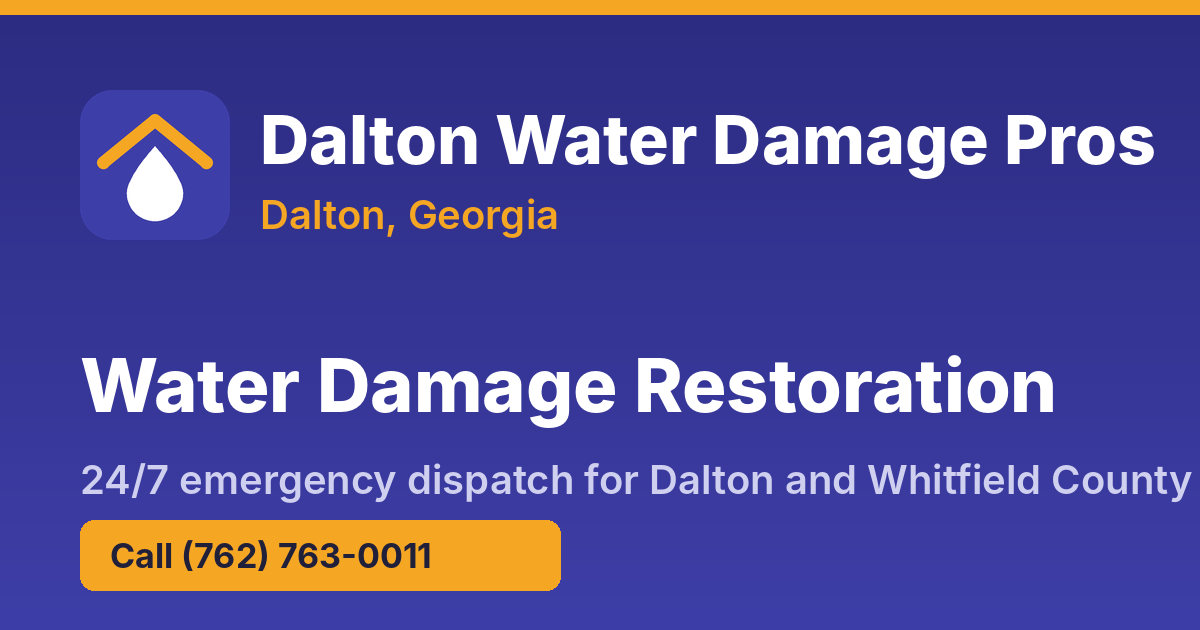 Dalton Water Damage Pros
Dalton, Georgia
Water Damage Restoration
24/7 emergency dispatch for Dalton and Whitfield County
Call (762) 763-0011